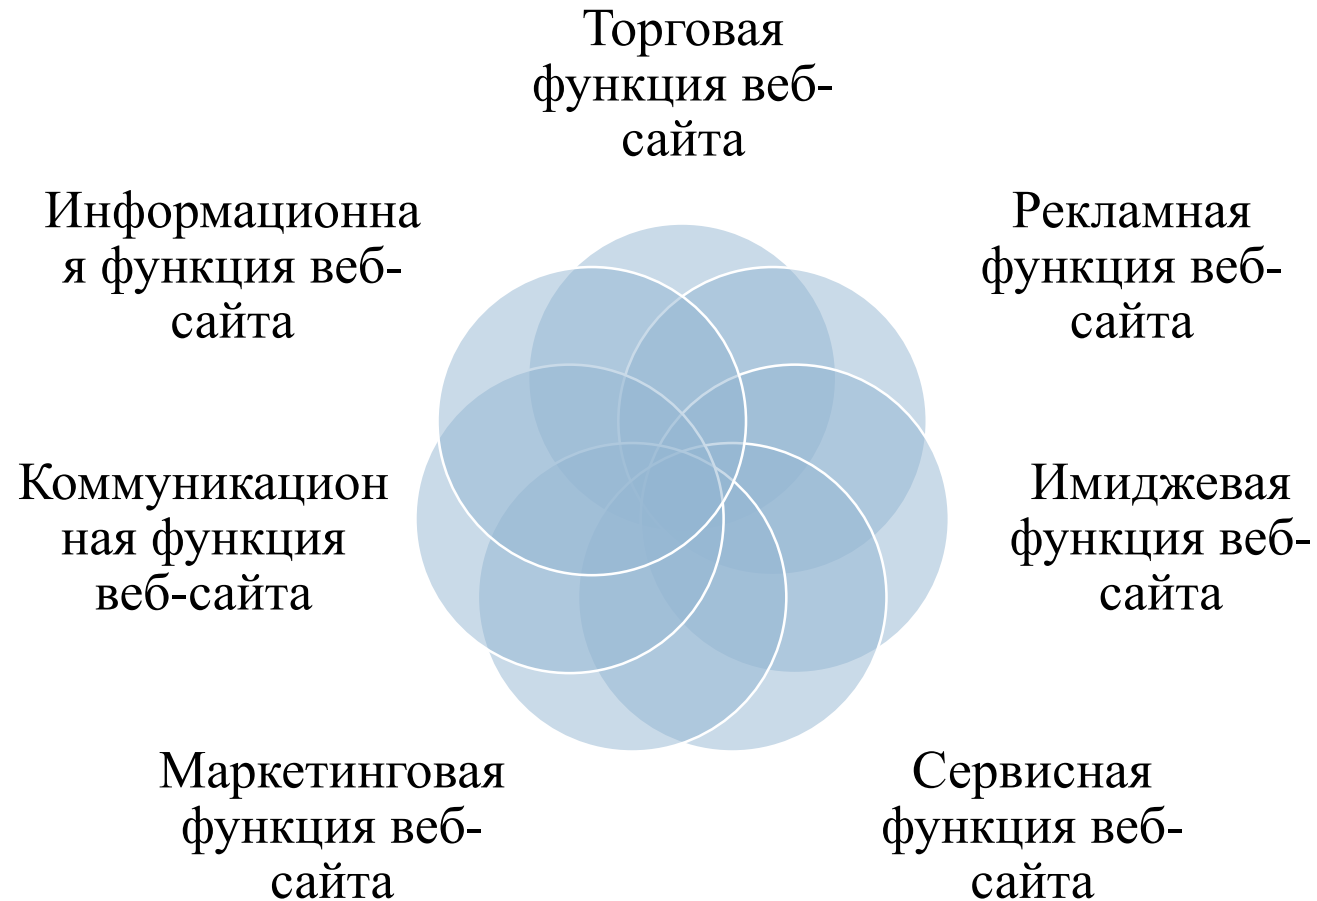 Торговая
функция веб-
сайта
Рекламная
функция веб-
сайта
Имиджевая
функция веб-
сайта
Сервисная
функция веб-
сайта
Маркетинговая
функция веб-
сайта
Коммуникацион
ная функция
веб-сайта
Информационна
я функция веб-
сайта